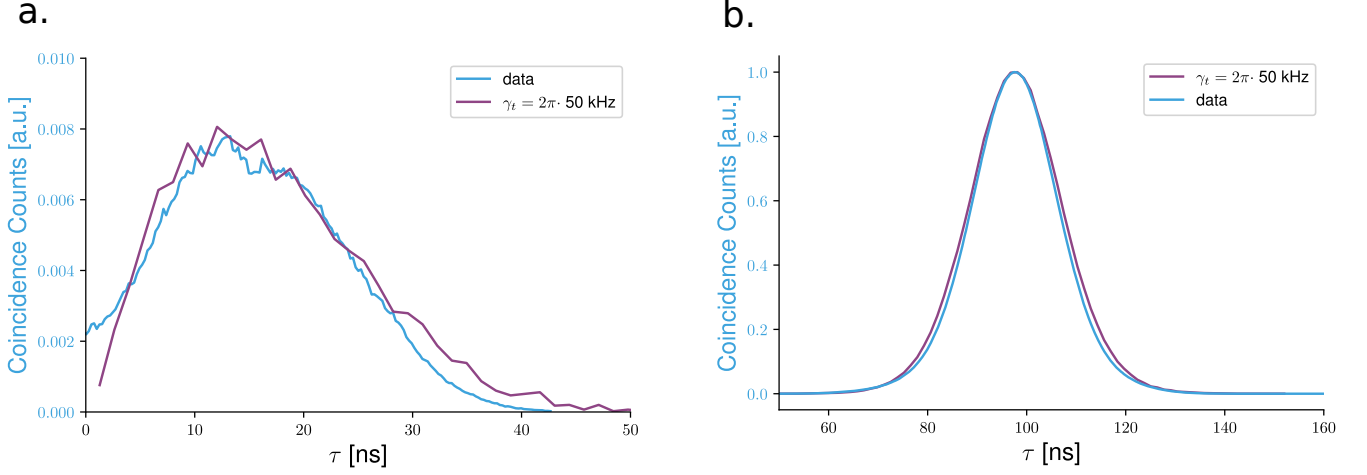 a.
Coincidence Counts [a.u.]
0.010
0.008
0.006
0.004
0.002
0.000
data
γₜ = 2π· 50 kHz
0 10 20 30 40 50
τ [ns]
b.
Coincidence Counts [a.u.]
1.0
0.8
0.6
0.4
0.2
0.0
γₜ = 2π· 50 kHz
data
60 80 100 120 140 160
τ [ns]